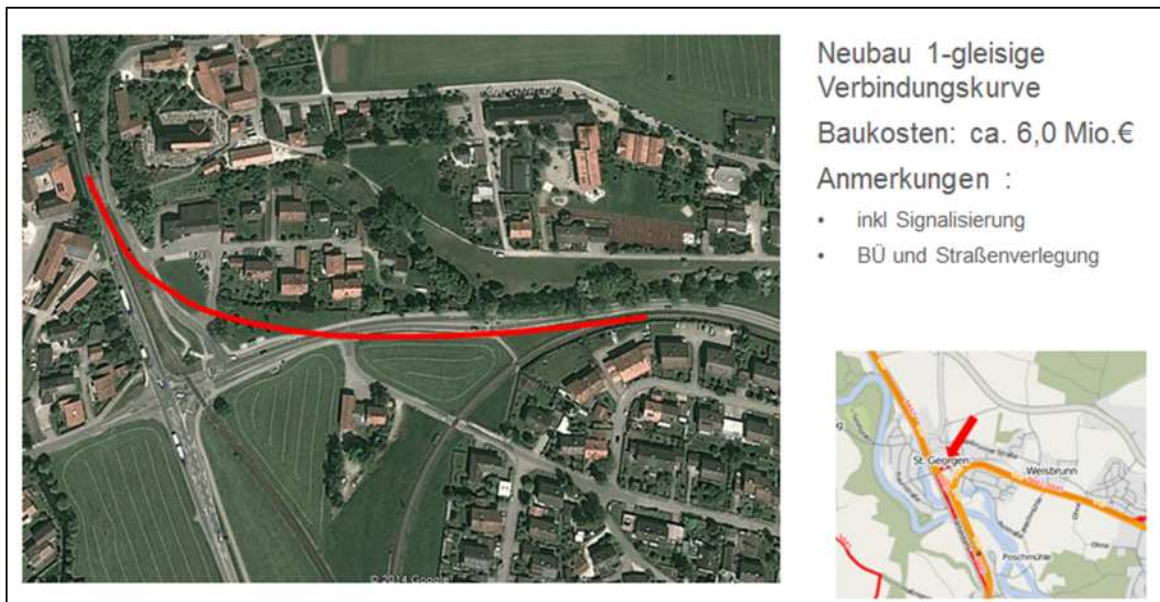 Neubau 1-gleisige
Verbindungskurve
Baukosten: ca. 6,0 Mio.€
Anmerkungen :
• inkl Signalisierung
• BÜ und Straßenverlegung
© 2014 Google
St. Georgen
Weisbrunn
Poschmühle
Ohne